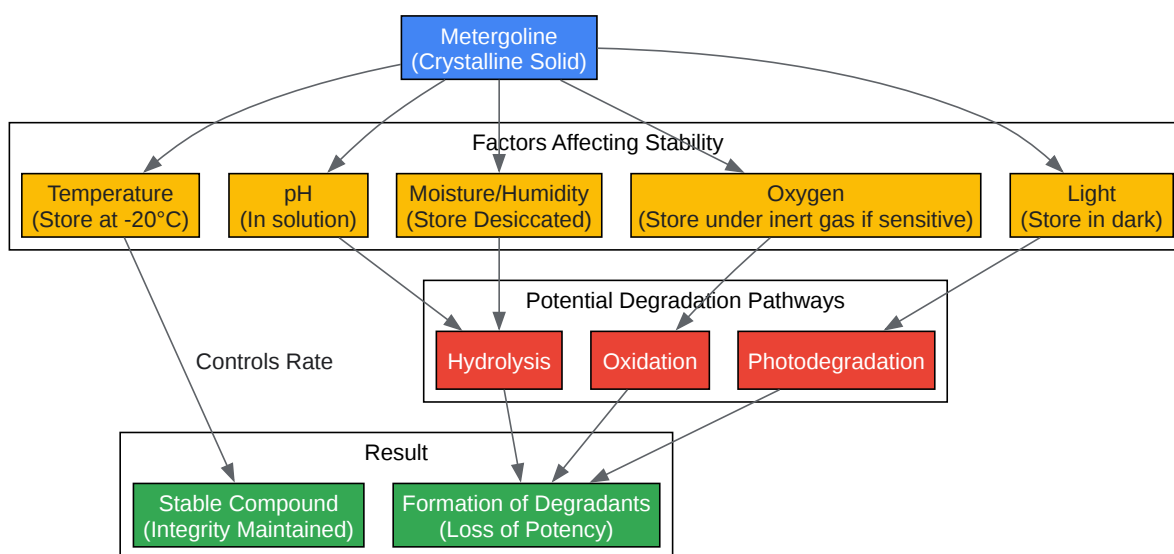 Metergoline
(Crystalline Solid)
Factors Affecting Stability
Temperature
(Store at -20°C)
pH
(In solution)
Moisture/Humidity
(Store Desiccated)
Oxygen
(Store under inert gas if sensitive)
Light
(Store in dark)
Potential Degradation Pathways
Hydrolysis
Oxidation
Photodegradation
Controls Rate
Result
Stable Compound
(Integrity Maintained)
Formation of Degradants
(Loss of Potency)